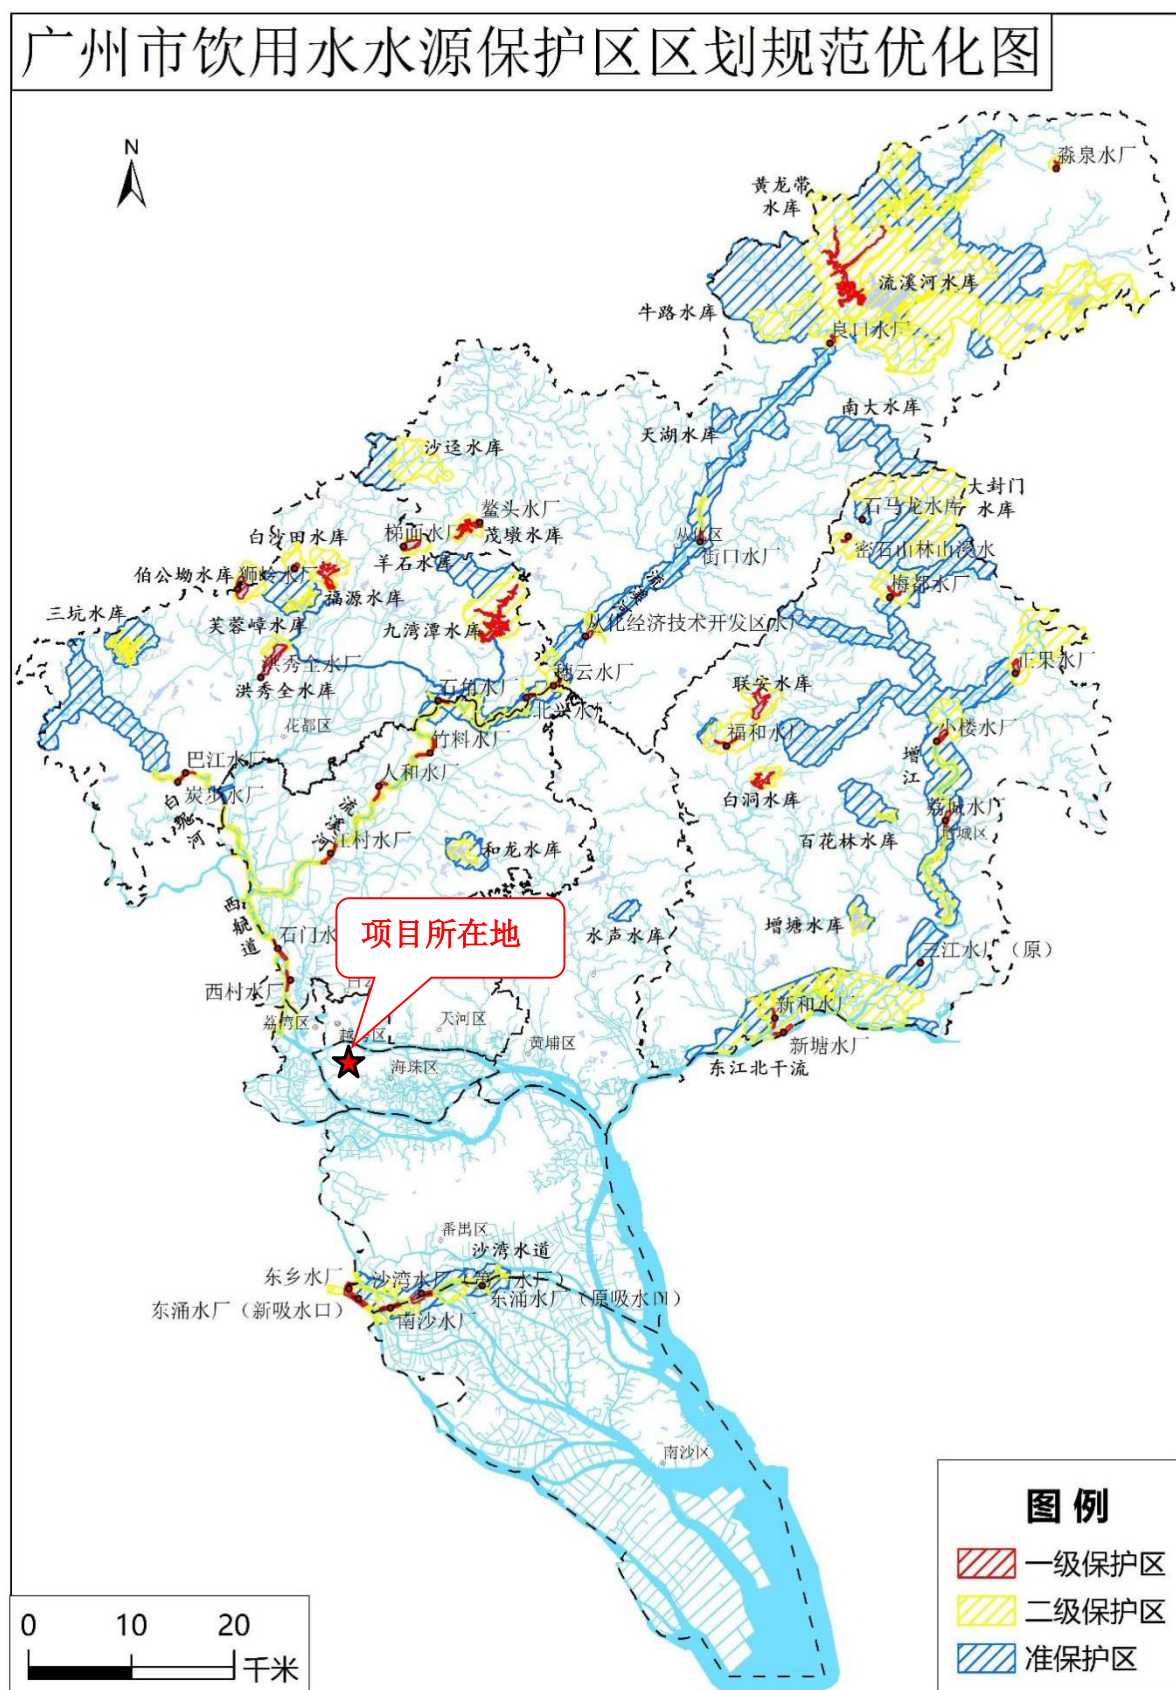 广州市饮用水水源保护区区划规范优化图
N
淼泉水厂
黄龙带
水库
流溪河水库
牛路水库
良口水厂
南大水库
天湖水库
沙迳水库
大封门
水库
石马龙水库
鳌头水厂
梯面水厂
茂墩水库
从化区
街口水厂
密石山林山溪水
白沙田水库
羊石水库
伯公坳水库
狮岭水厂
梅都水厂
福源水库
流溪河
三坑水库
芙蓉嶂水库
九湾潭水库
从化经济技术开发区水厂
洪秀全水厂
正果水厂
穗云水厂
洪秀全水库
联安水库
石角水厂
北兴水厂
花都区
福和水厂
小楼水厂
竹料水厂
巴江水厂
增江
人和水厂
炭步水厂
白洞水库
白坭河
流溪河
荔城水厂
江村水厂
百花林水库
和龙水库
西航道
项目所在地
水声水库
增塘水库
石门水
三江水厂（原）
西村水厂
新和水厂
荔湾区
天河区
新塘水厂
黄埔区
东江北干流
海珠区
番禺区
沙湾水道
东乡水厂
沙湾水厂
东涌水厂（新吸水口）
东涌水厂（原吸水口）
南沙水厂
南沙区
图 例
一级保护区
二级保护区
准保护区
0 10 20
千米